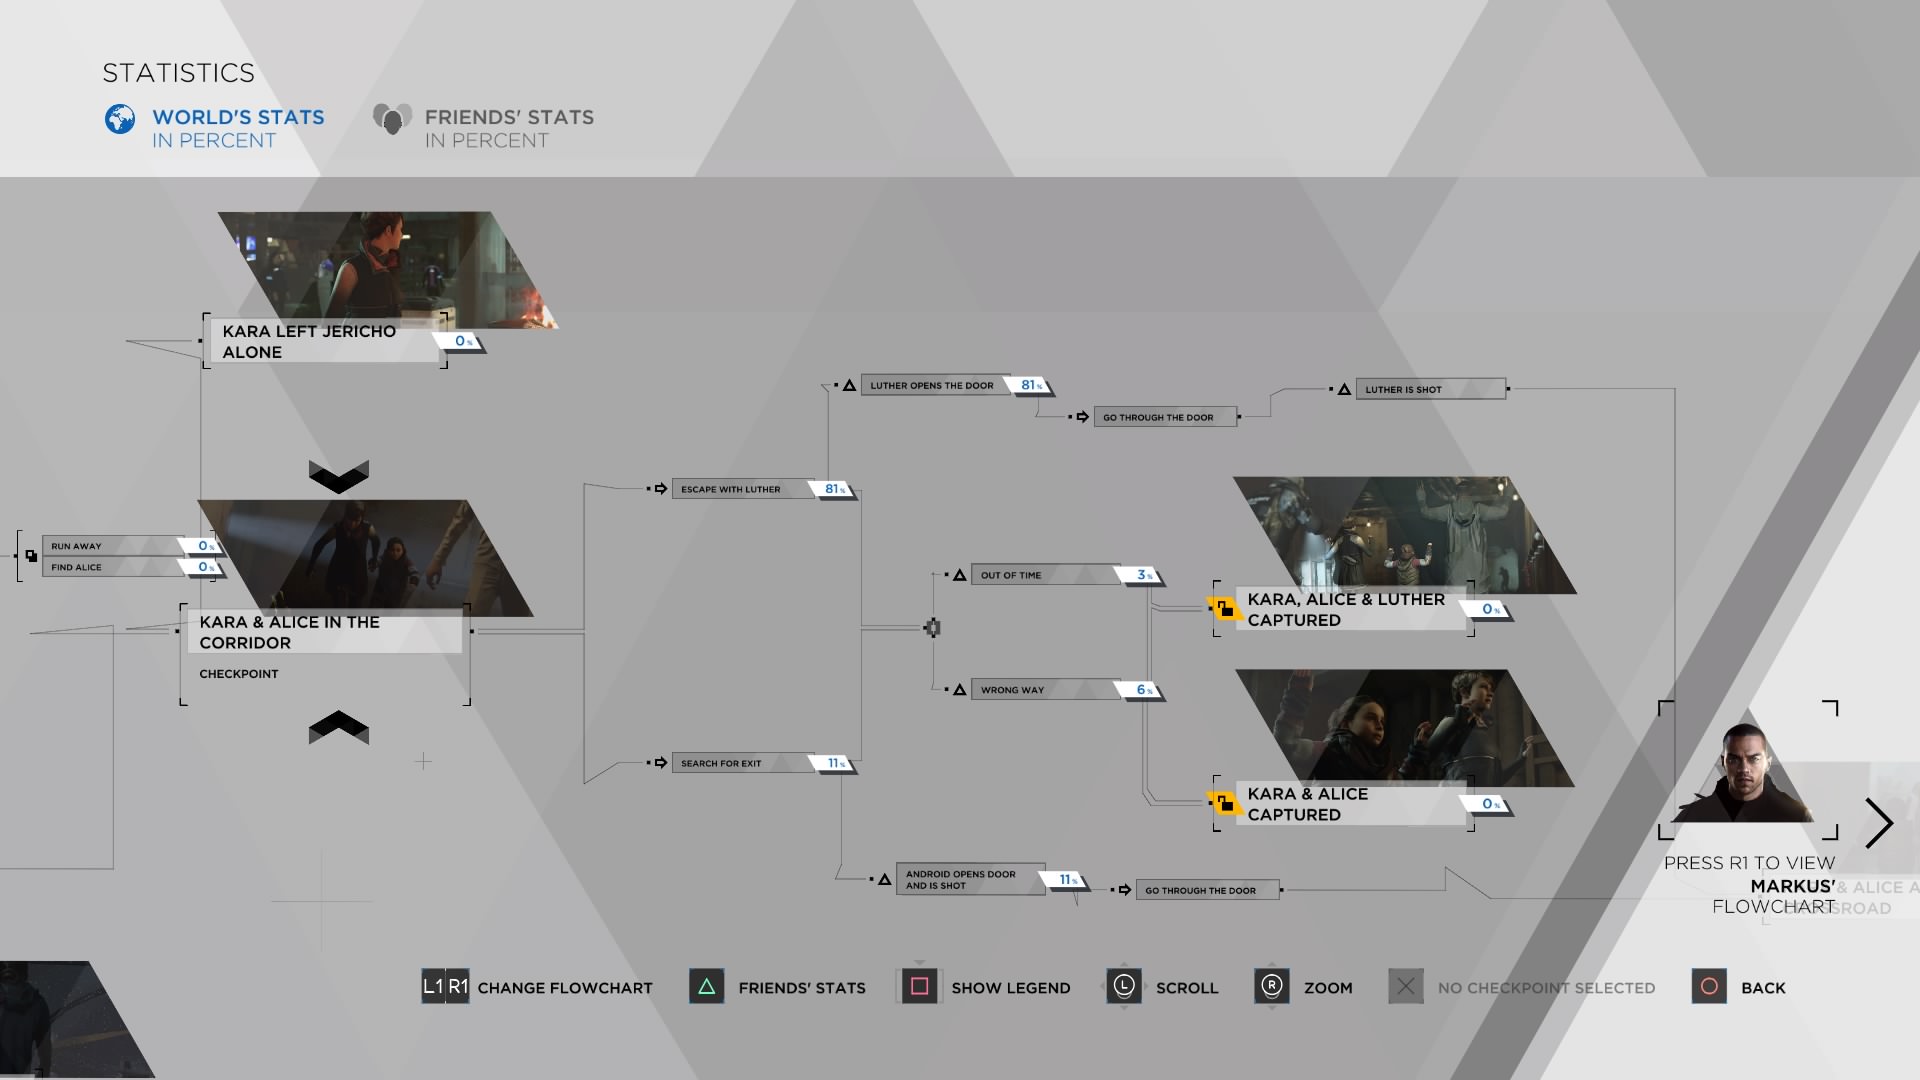 STATISTICS
WORLD'S STATS
IN PERCENT
FRIENDS' STATS
IN PERCENT
KARA LEFT JERICHO
ALONE
0%
LUTHER OPENS THE DOOR
81%
LUTHER IS SHOT
GO THROUGH THE DOOR
ESCAPE WITH LUTHER
81%
RUN AWAY
0%
FIND ALICE
0%
KARA & ALICE IN THE
CORRIDOR
CHECKPOINT
OUT OF TIME
3%
KARA, ALICE & LUTHER
CAPTURED
0%
WRONG WAY
6%
SEARCH FOR EXIT
11%
KARA & ALICE
CAPTURED
0%
ANDROID OPENS DOOR
AND IS SHOT
11%
GO THROUGH THE DOOR
PRESS R1 TO VIEW
MARKUS'
FLOWCHART
& ALICE A
L1 R1 CHANGE FLOWCHART
FRIENDS' STATS
SHOW LEGEND
L SCROLL
R ZOOM
NO CHECKPOINT SELECTED
BACK